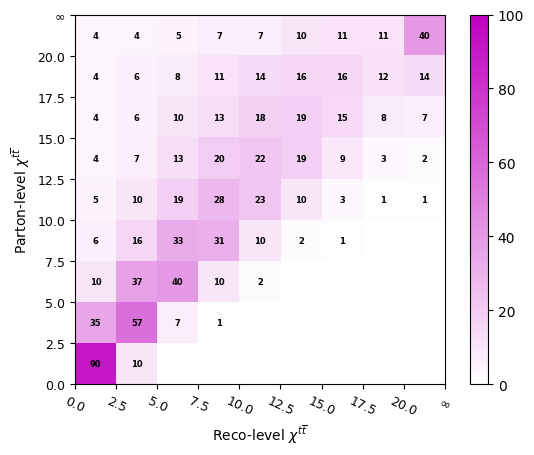 ∞ 4 4 5 7 7 10 11 11 40 100
20.0 4 6 8 11 14 16 16 12 14 80
17.5 4 6 10 13 18 19 15 8 7
15.0 4 7 13 20 22 19 9 3 2 60
12.5 5 10 19 28 23 10 3 1 1
10.0 6 16 33 31 10 2 1 40
7.5 10 37 40 10 2
5.0 35 57 7 1 20
2.5 90 10
0.0 0
0.0 2.5 5.0 7.5 10.0 12.5 15.0 17.5 20.0 ∞
Reco-level χ^{tt̅}
Parton-level χ^{tt̅}